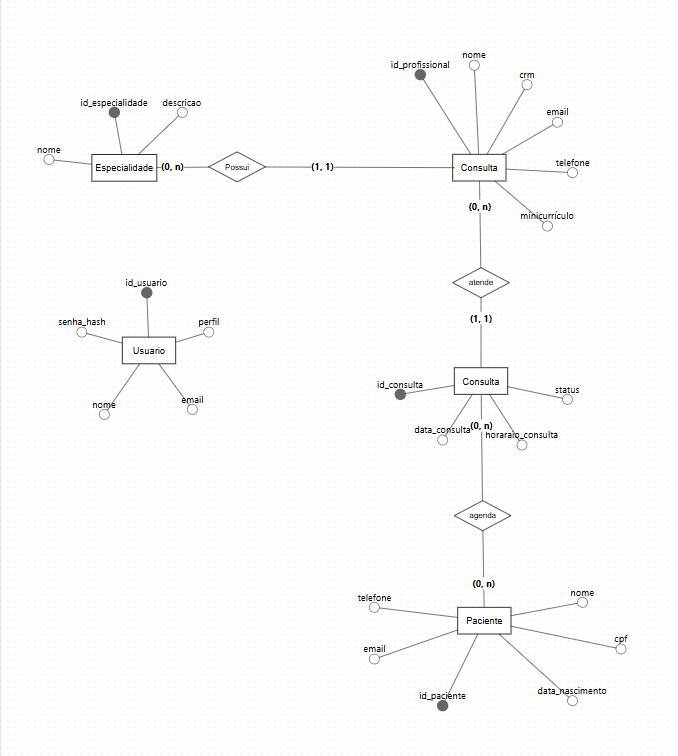 nome
id_profissional
crm
id_especialidade
descricao
email
nome
telefone
Especialidade
(0, n)
Possui
(1, 1)
Consulta
(0, n)
minicurrículo
id_usuario
atende
senha_hash
perfil
(1, 1)
Usuario
Consulta
id_consulta
status
nome
email
data_consulta
(0, n)
horaraio_consulta
agenda
(0, n)
telefone
nome
Paciente
cpf
email
id_paciente
data_nascimento